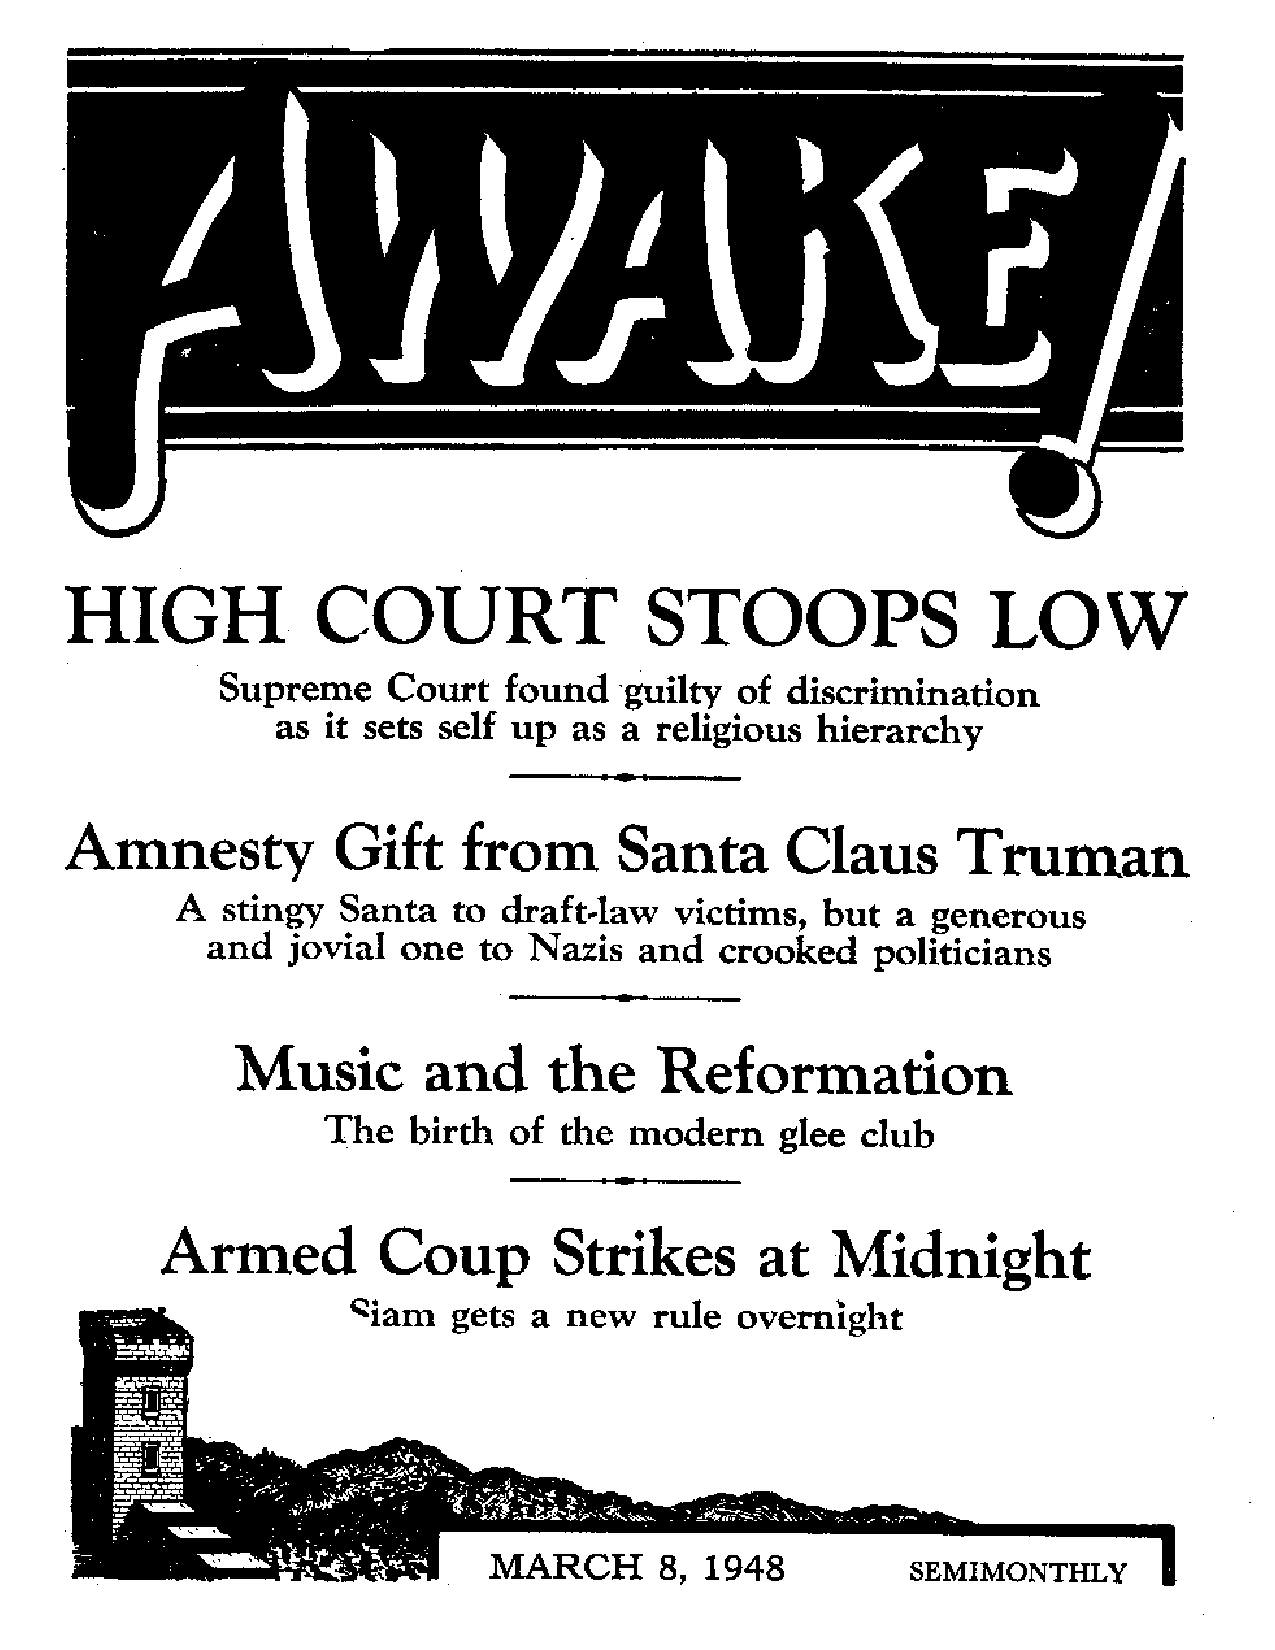 AWAKE!
HIGH COURT STOOPS LOW
Supreme Court found guilty of discrimination
as it sets self up as a religious hierarchy
Amnesty Gift from Santa Claus Truman
A stingy Santa to draft-law victims, but a generous
and jovial one to Nazis and crooked politicians
Music and the Reformation
The birth of the modern glee club
Armed Coup Strikes at Midnight
Siam gets a new rule overnight
MARCH 8, 1948 SEMIMONTHLY